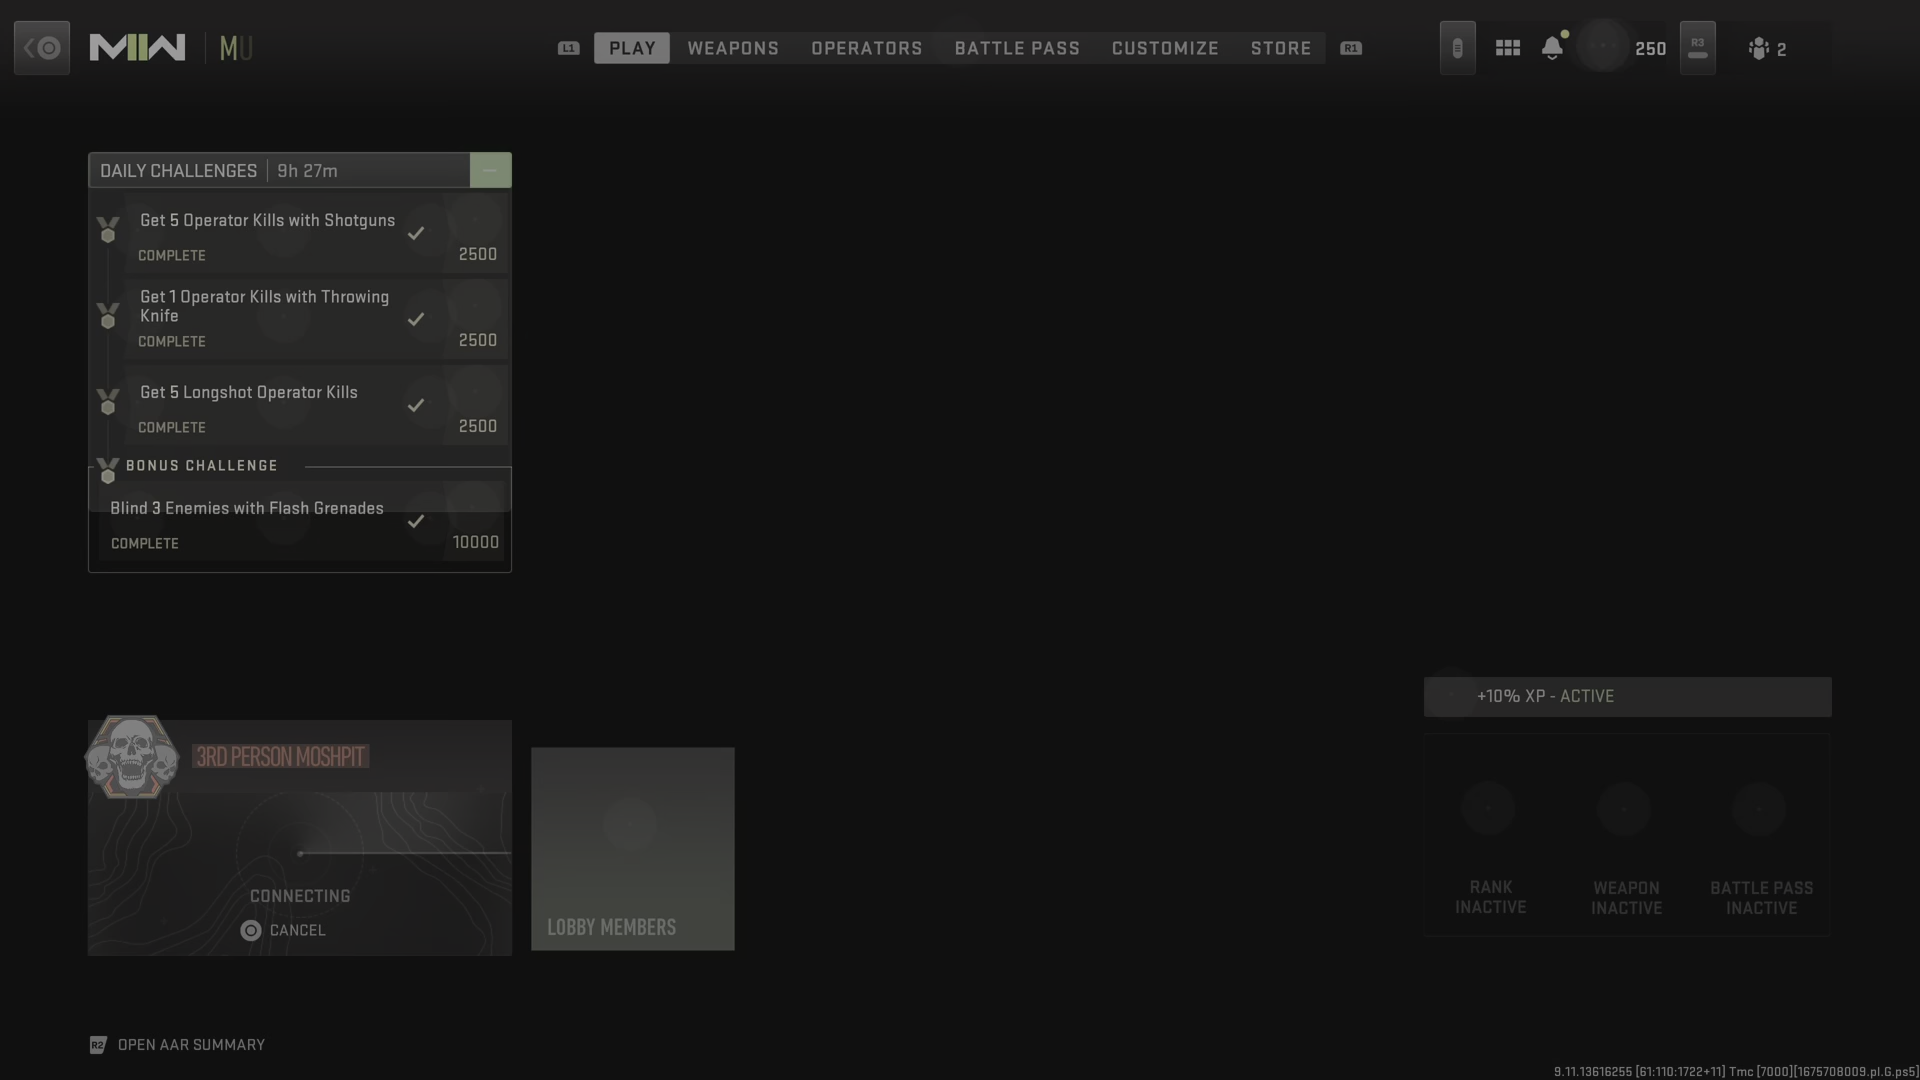 MW MU
L1 PLAY WEAPONS OPERATORS BATTLE PASS CUSTOMIZE STORE R1
250 R3 2
DAILY CHALLENGES 9h 27m
Get 5 Operator Kills with Shotguns
COMPLETE 2500
Get 1 Operator Kills with Throwing
Knife
COMPLETE 2500
Get 5 Longshot Operator Kills
COMPLETE 2500
BONUS CHALLENGE
Blind 3 Enemies with Flash Grenades
COMPLETE 10000
+10% XP - ACTIVE
3RD PERSON MOSHPIT
CONNECTING
CANCEL
LOBBY MEMBERS
RANK
INACTIVE
WEAPON
INACTIVE
BATTLE PASS
INACTIVE
R2 OPEN AAR SUMMARY
9.11.13616255 [61:110:1722+11] Tmc [7000][1675708009.pl.G.ps5]